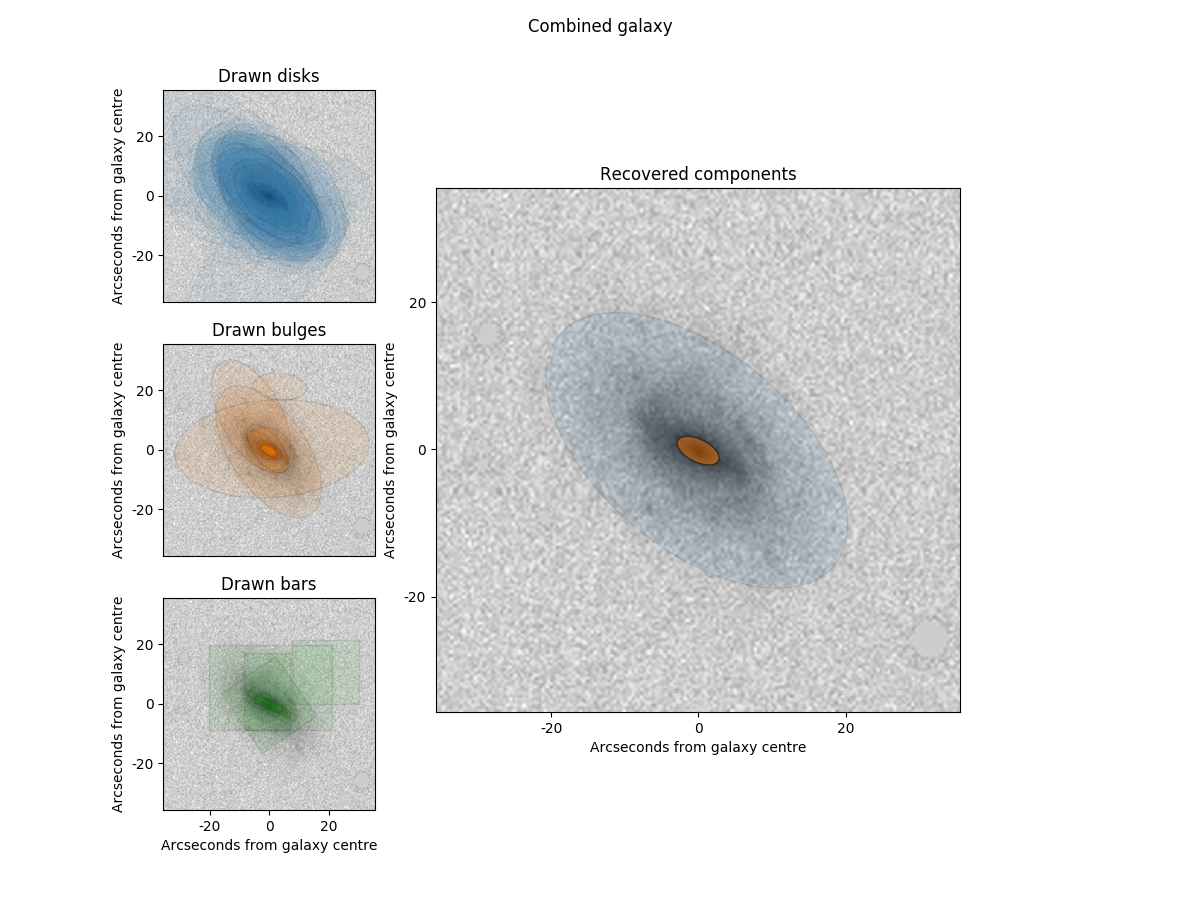 Combined galaxy
Drawn disks
Arcseconds from galaxy centre
20
0
-20
Drawn bulges
Arcseconds from galaxy centre
20
0
-20
Drawn bars
Arcseconds from galaxy centre
20
0
-20
-20 0 20
Arcseconds from galaxy centre
Recovered components
Arcseconds from galaxy centre
20
0
-20
-20 0 20
Arcseconds from galaxy centre